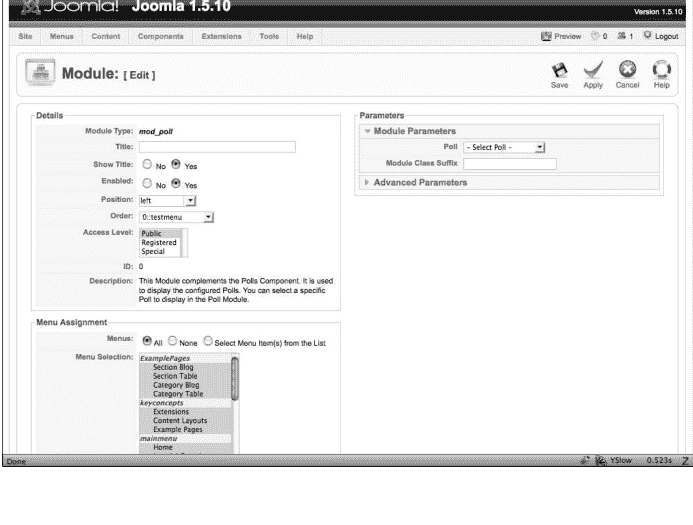 Joomla! Joomla 1.5.10
Version 1.5.10
Site Menus Content Components Extensions Tools Help
Preview 0 1 Logout
Module: [ Edit ]
Save Apply Cancel Help
Details
Module Type: mod_poll
Title:
Show Title: No Yes
Enabled: No Yes
Position: left
Order: 0::testmenu
Access Level: Public
Registered
Special
ID: 0
Description: This Module complements the Polls Component. It is used
to display the configured Polls. You can select a specific
Poll to display in the Poll Module.
Parameters
Module Parameters
Poll - Select Poll -
Module Class Suffix
Advanced Parameters
Menu Assignment
Menus: All None Select Menu Item(s) from the List
Menu Selection: ExamplePages
Section Blog
Section Table
Category Blog
Category Table
keyconcepts
Extensions
Content Layouts
Example Pages
mainmenu
Home
Done
YSlow 0.523s Z